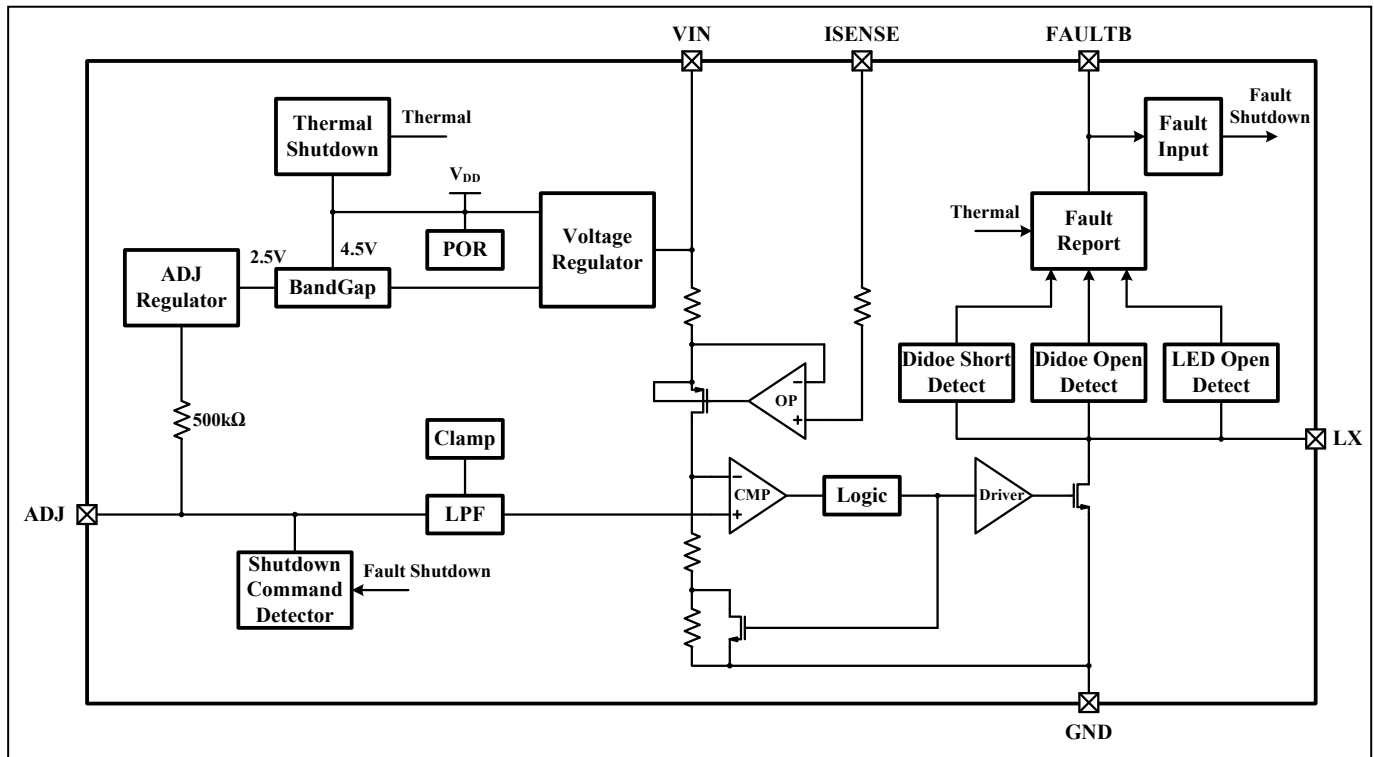 VIN
ISENSE
FAULTB
Thermal
Shutdown
Thermal
Fault
Input
Fault
Shutdown
VDD
POR
Voltage
Regulator
Thermal
Fault
Report
ADJ
Regulator
2.5V
4.5V
BandGap
Didoe Short
Detect
Didoe Open
Detect
LED Open
Detect
−
OP
+
500kΩ
Clamp
LX
ADJ
LPF
−
CMP
+
Logic
Driver
Shutdown
Command
Detector
Fault Shutdown
GND